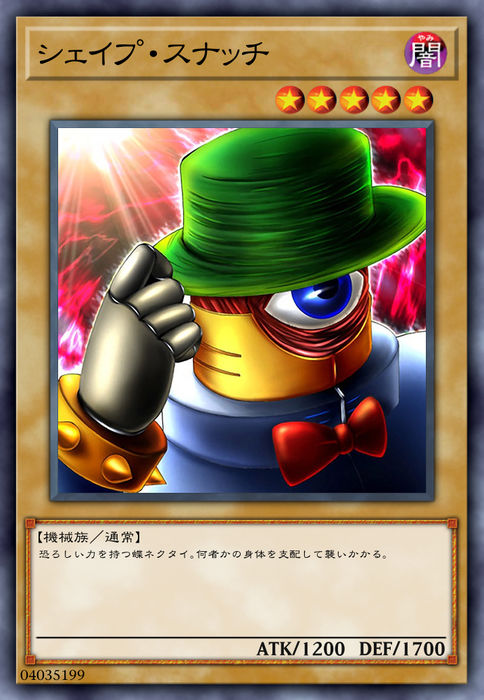 シェイプ・スナッチ
やみ
闇
【機械族/通常】
恐ろしい力を持つ蝶ネクタイ。何者かの身体を支配して襲いかかる。
ATK/1200 DEF/1700
04035199